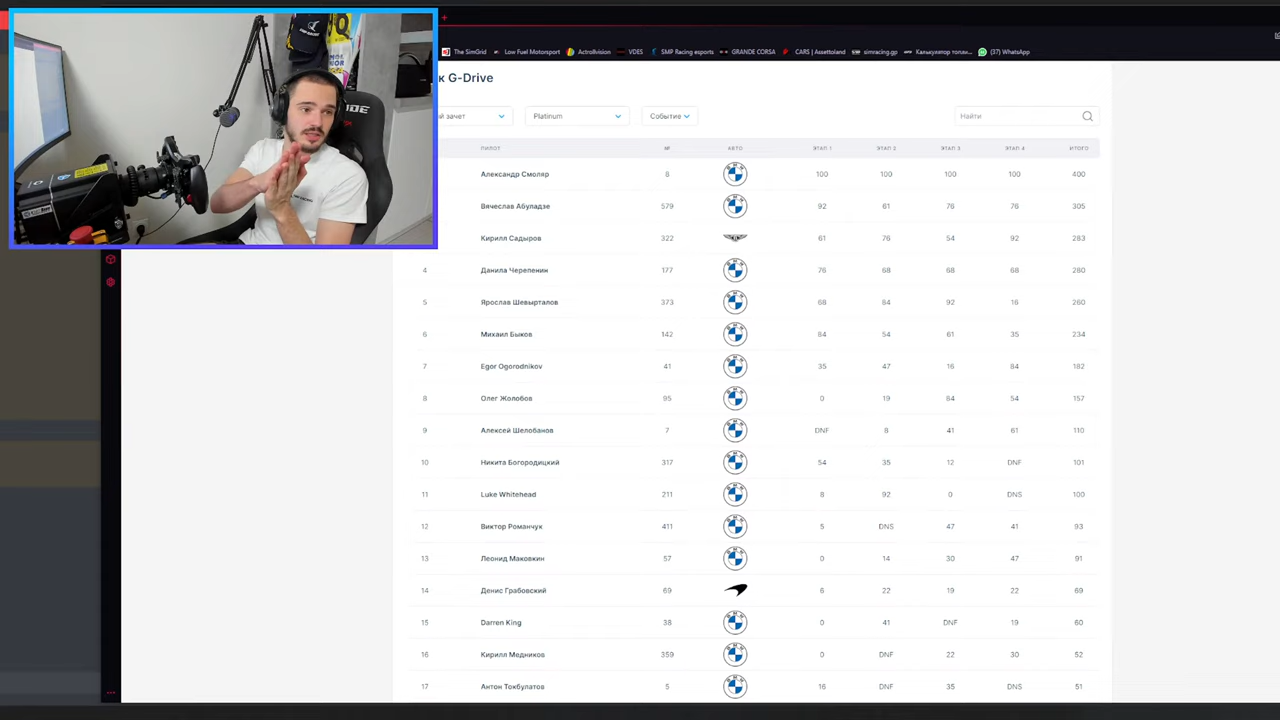 The SimGrid Low Fuel Motorsport Actrollvision VDES SMP Racing esports GRANDE CORSA CARS | Assettoland simracing.gp Калькулятор топли... (37) WhatsApp
к G-Drive
ой зачет Platinum Событие Найти
ПИЛОТ № АВТО ЭТАП 1 ЭТАП 2 ЭТАП 3 ЭТАП 4 ИТОГО
Александр Смоляр 8 100 100 100 100 400
Вячеслав Абуладзе 579 92 61 76 76 305
Кирилл Садыров 322 61 76 54 92 283
4 Данила Черепенин 177 76 68 68 68 280
5 Ярослав Шевырталов 373 68 84 92 16 260
6 Михаил Быков 142 84 54 61 35 234
7 Egor Ogorodnikov 41 35 47 16 84 182
8 Олег Жолобов 95 0 19 84 54 157
9 Алексей Шелобанов 7 DNF 8 41 61 110
10 Никита Богородицкий 317 54 35 12 DNF 101
11 Luke Whitehead 211 8 92 0 DNS 100
12 Виктор Романчук 411 5 DNS 47 41 93
13 Леонид Маковкин 57 0 14 30 47 91
14 Денис Грабовский 69 6 22 19 22 69
15 Darren King 38 0 41 DNF 19 60
16 Кирилл Медников 359 0 DNF 22 30 52
17 Антон Токбулатов 5 16 DNF 35 DNS 51